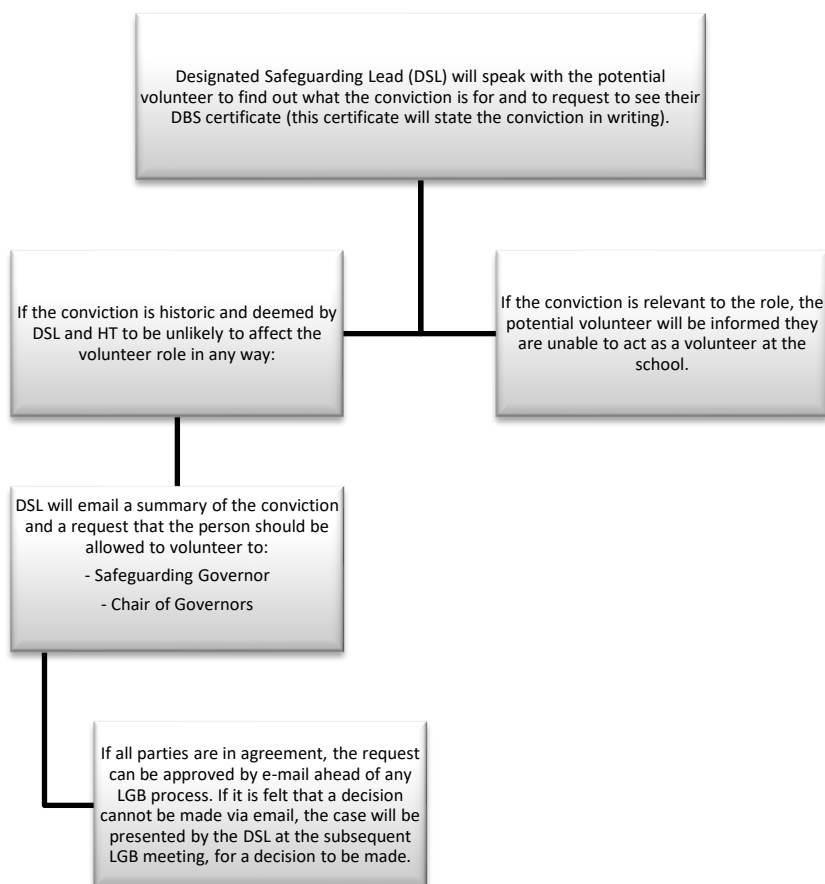 Designated Safeguarding Lead (DSL) will speak with the potential
volunteer to find out what the conviction is for and to request to see their
DBS certificate (this certificate will state the conviction in writing).
If the conviction is historic and deemed by
DSL and HT to be unlikely to affect the
volunteer role in any way:
If the conviction is relevant to the role, the
potential volunteer will be informed they
are unable to act as a volunteer at the
school.
DSL will email a summary of the conviction
and a request that the person should be
allowed to volunteer to:
- Safeguarding Governor
- Chair of Governors
If all parties are in agreement, the request
can be approved by e-mail ahead of any
LGB process. If it is felt that a decision
cannot be made via email, the case will be
presented by the DSL at the subsequent
LGB meeting, for a decision to be made.